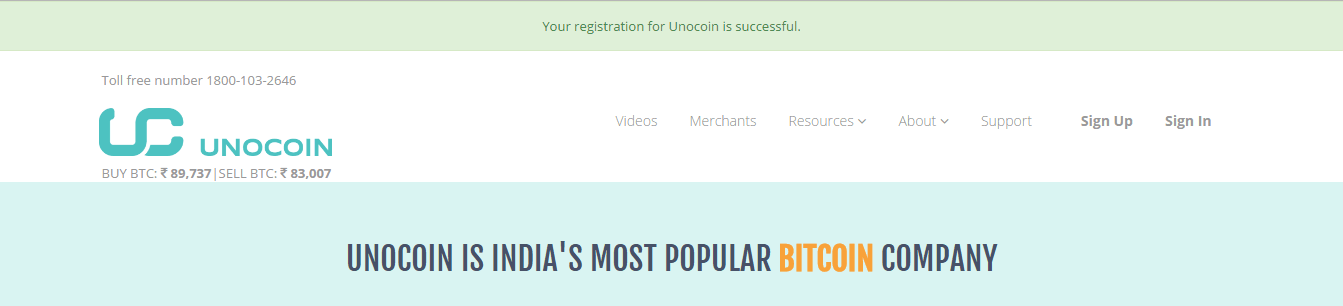 Your registration for Unocoin is successful.
Toll free number 1800-103-2646
UC UNOCOIN
Videos Merchants Resources About Support Sign Up Sign In
BUY BTC: ₹ 89,737|SELL BTC: ₹ 83,007
UNOCOIN IS INDIA'S MOST POPULAR BITCOIN COMPANY